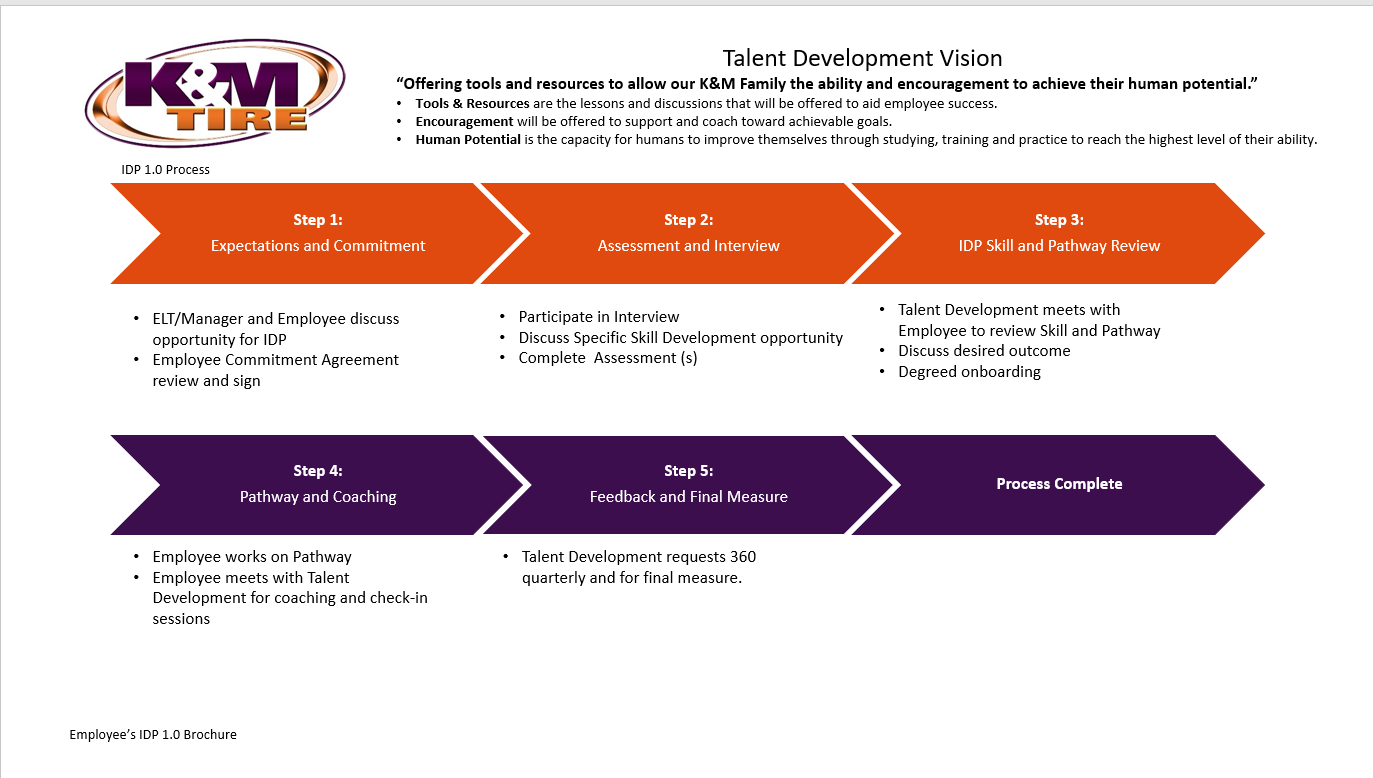 K&M
TIRE
Talent Development Vision
“Offering tools and resources to allow our K&M Family the ability and encouragement to achieve their human potential.”
• Tools & Resources are the lessons and discussions that will be offered to aid employee success.
• Encouragement will be offered to support and coach toward achievable goals.
• Human Potential is the capacity for humans to improve themselves through studying, training and practice to reach the highest level of their ability.
IDP 1.0 Process
Step 1:
Expectations and Commitment
Step 2:
Assessment and Interview
Step 3:
IDP Skill and Pathway Review
• ELT/Manager and Employee discuss
opportunity for IDP
• Employee Commitment Agreement
review and sign
• Participate in Interview
• Discuss Specific Skill Development opportunity
• Complete  Assessment (s)
• Talent Development meets with
Employee to review Skill and Pathway
• Discuss desired outcome
• Degreed onboarding
Step 4:
Pathway and Coaching
Step 5:
Feedback and Final Measure
Process Complete
• Employee works on Pathway
• Employee meets with Talent
Development for coaching and check-in
sessions
• Talent Development requests 360
quarterly and for final measure.
Employee’s IDP 1.0 Brochure